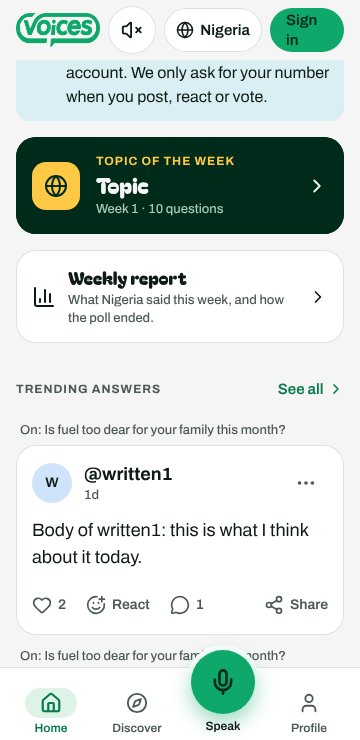 Voices
Nigeria
Sign
in
account. We only ask for your number
when you post, react or vote.
TOPIC OF THE WEEK
Topic
Week 1 · 10 questions
Weekly report
What Nigeria said this week, and how
the poll ended.
TRENDING ANSWERS
See all
On: Is fuel too dear for your family this month?
W
@written1
1d
Body of written1: this is what I think
about it today.
2
React
1
Share
On: Is fuel too dear for your family this month?
Home
Discover
Speak
Profile